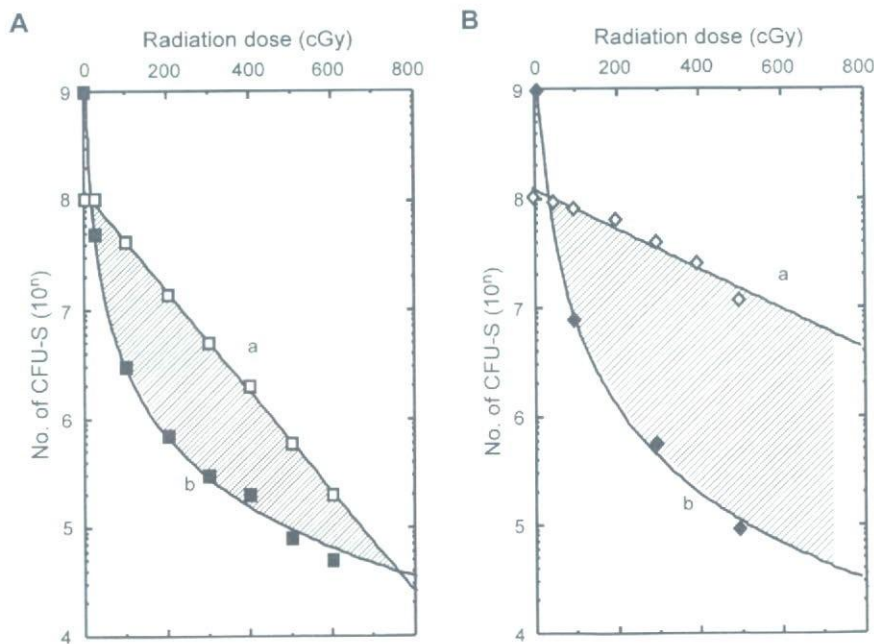 A
Radiation dose (cGy)
0 200 400 600 800
9
8
7
6
5
4
No. of CFU-S (10ⁿ)
a
b
B
Radiation dose (cGy)
0 200 400 600 800
9
8
7
6
5
4
No. of CFU-S (10ⁿ)
a
b